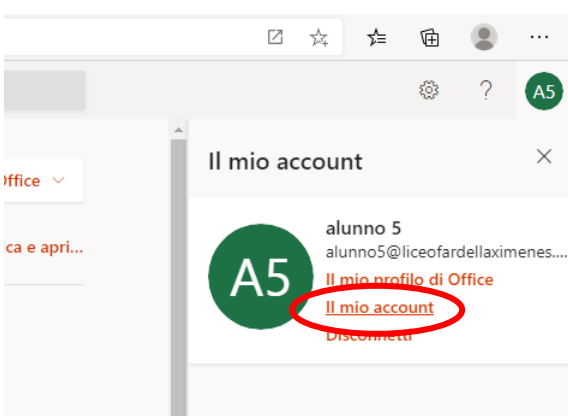 ? A5
Office
Il mio account
ca e apri...
alunno 5
alunno5@liceofardellaximenes....
A5
Il mio profilo di Office
Il mio account
Disconnetti